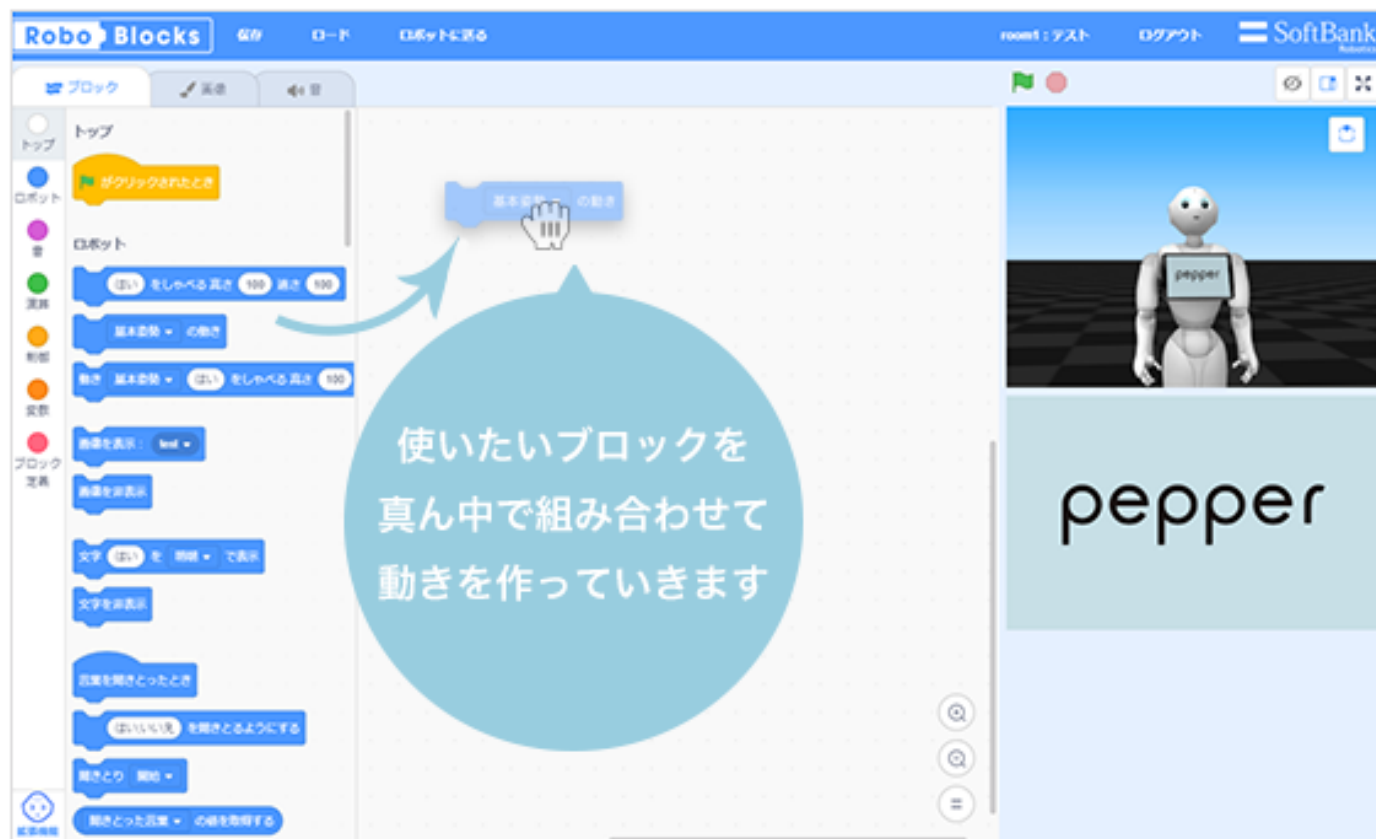 Robo Blocks
保存
ロード
ロボットに送る
room1 : テスト
ログアウト
SoftBank
Robotics
ブロック
画像
音
トップ
ロボット
音
演算
制御
変数
ブロック
定義
拡張機能
トップ
がクリックされたとき
ロボット
はい をしゃべる 高さ 100 速さ 100
基本姿勢 の動き
動き 基本姿勢 はい をしゃべる 高さ 100
画像を表示 : test
画像を非表示
文字 はい を 明朝 で表示
文字を非表示
言葉を聞きとったとき
はい,いいえ を聞きとるようにする
聞きとり 開始
聞きとった言葉 の値を取得する
基本姿勢 の動き
使いたいブロックを
真ん中で組み合わせて
動きを作っていきます
pepper
pepper